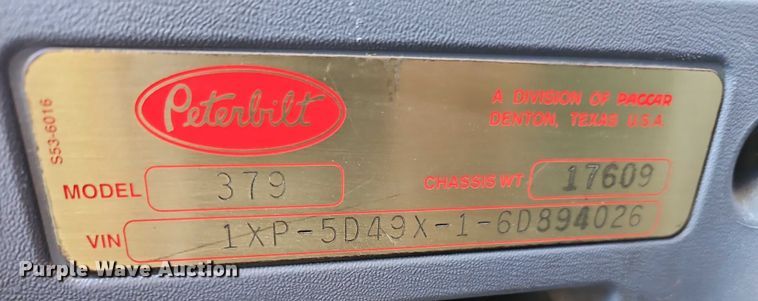 S53-6016
Peterbilt
A DIVISION OF PACCAR
DENTON, TEXAS U.S.A.
MODEL 379
CHASSIS WT. 17609
VIN 1XP-5D49X-1-6D894026
Purple Wave Auction